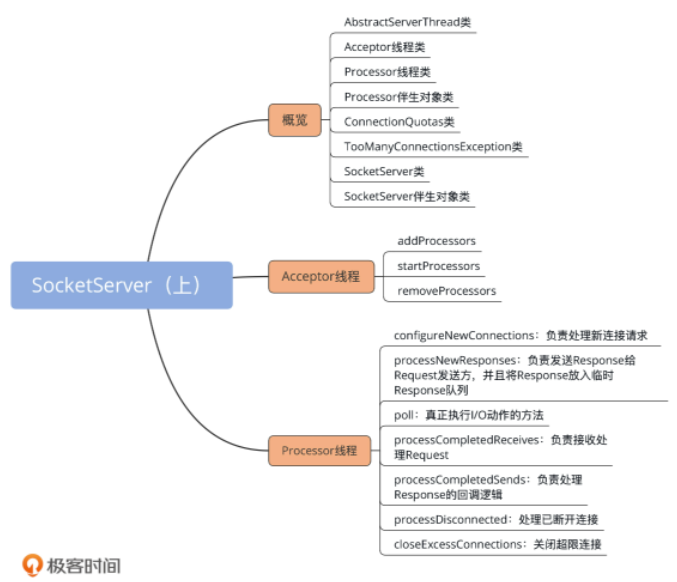 AbstractServerThread类
Acceptor线程类
Processor线程类
Processor伴生对象类
概览
ConnectionQuotas类
TooManyConnectionsException类
SocketServer类
SocketServer伴生对象类
addProcessors
SocketServer（上）
Acceptor线程
startProcessors
removeProcessors
configureNewConnections：负责处理新连接请求
processNewResponses：负责发送Response给
Request发送方，并且将Response放入临时
Response队列
poll：真正执行I/O动作的方法
Processor线程
processCompletedReceives：负责接收处
理Request
processCompletedSends：负责处理
Response的回调逻辑
processDisconnected：处理已断开连接
closeExcessConnections：关闭超限连接
极客时间